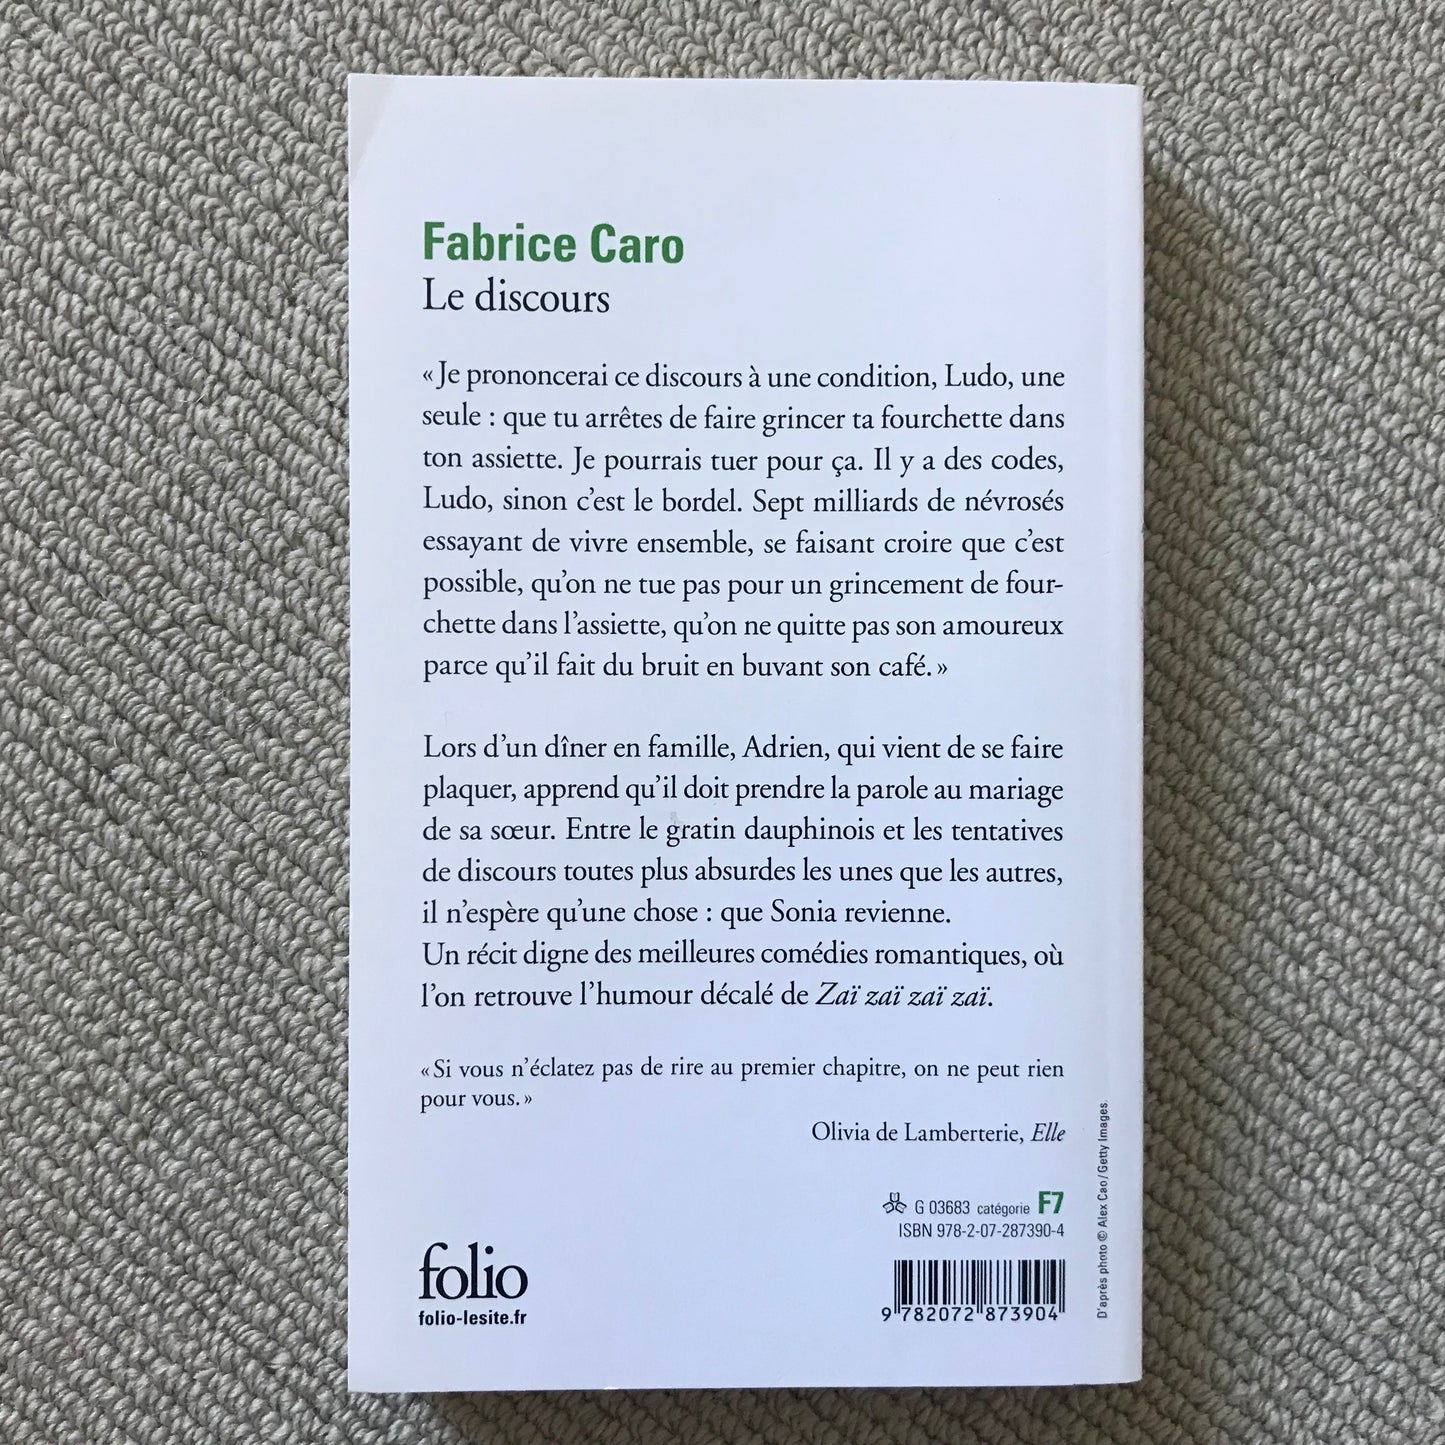 Fabrice Caro
Le discours
« Je prononcerai ce discours à une condition, Ludo, une
seule : que tu arrêtes de faire grincer ta fourchette dans
ton assiette. Je pourrais tuer pour ça. Il y a des codes,
Ludo, sinon c'est le bordel. Sept milliards de névrosés
essayant de vivre ensemble, se faisant croire que c'est
possible, qu'on ne tue pas pour un grincement de four-
chette dans l'assiette, qu'on ne quitte pas son amoureux
parce qu'il fait du bruit en buvant son café. »
Lors d'un dîner en famille, Adrien, qui vient de se faire
plaquer, apprend qu'il doit prendre la parole au mariage
de sa sœur. Entre le gratin dauphinois et les tentatives
de discours toutes plus absurdes les unes que les autres,
il n'espère qu'une chose : que Sonia revienne.
Un récit digne des meilleures comédies romantiques, où
l'on retrouve l'humour décalé de Zaï zaï zaï zaï.
« Si vous n'éclatez pas de rire au premier chapitre, on ne peut rien
pour vous. »
Olivia de Lamberterie, Elle
G 03683 catégorie F7
ISBN 978-2-07-287390-4
9 782072 873904
folio
folio-lesite.fr
D'après photo © Alex Cao / Getty Images.